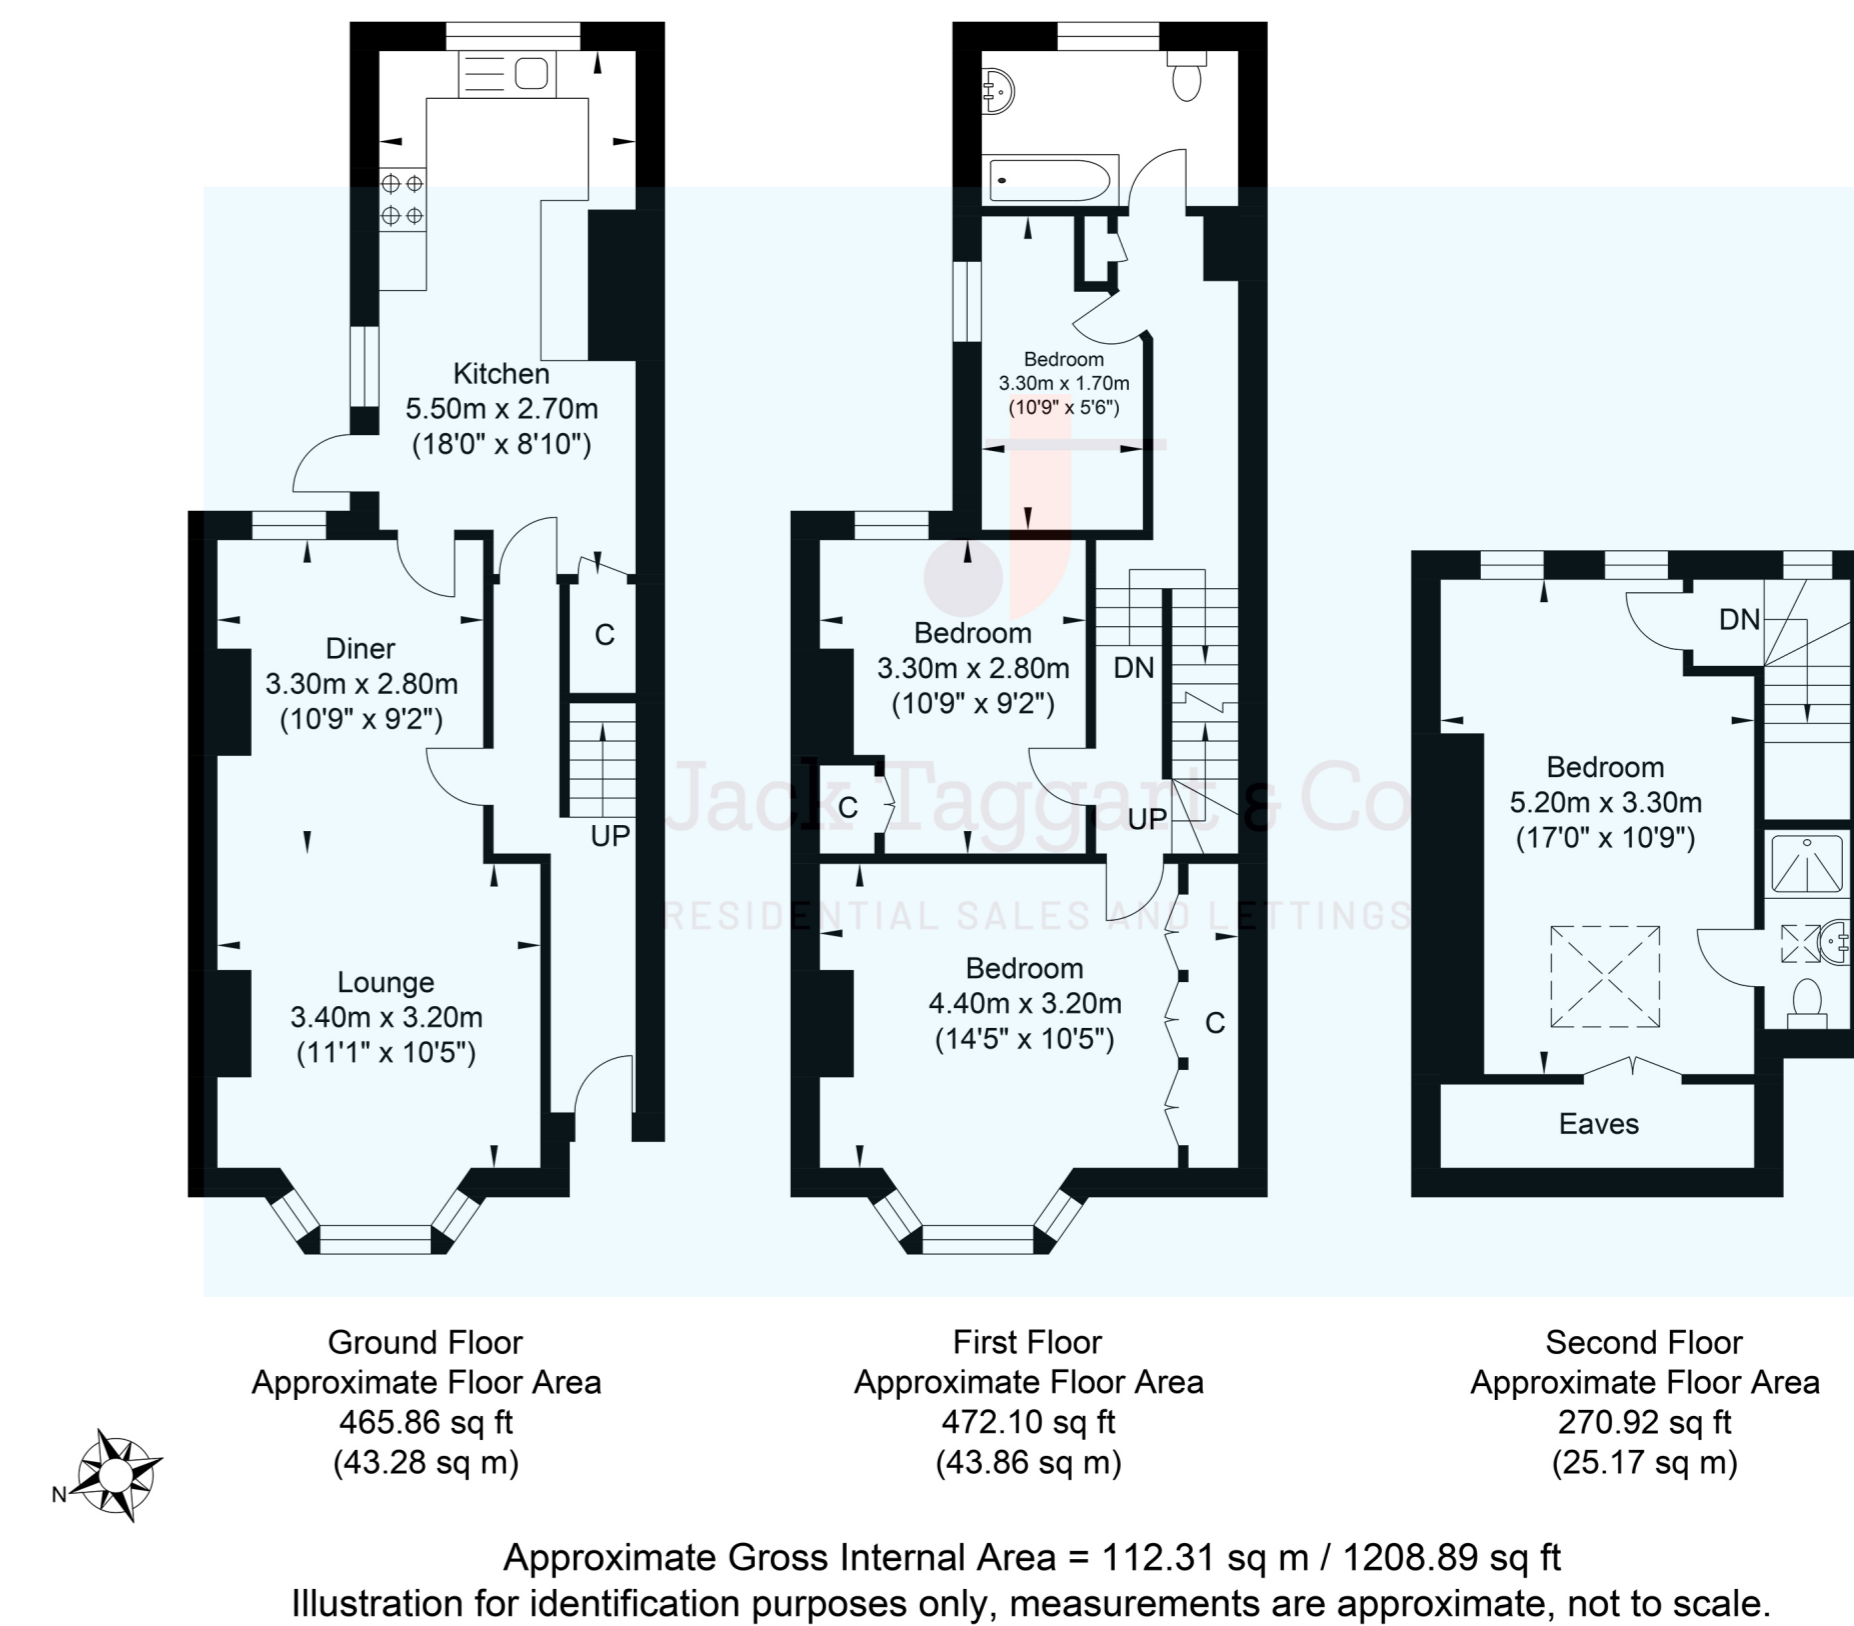 Kitchen
5.50m x 2.70m
(18'0" x 8'10")
Diner
3.30m x 2.80m
(10'9" x 9'2")
C
UP
Lounge
3.40m x 3.20m
(11'1" x 10'5")
Bedroom
3.30m x 1.70m
(10'9" x 5'6")
Bedroom
3.30m x 2.80m
(10'9" x 9'2")
DN
C
UP
Bedroom
4.40m x 3.20m
(14'5" x 10'5")
C
DN
Bedroom
5.20m x 3.30m
(17'0" x 10'9")
Eaves
Jack Taggart & Co
RESIDENTIAL SALES AND LETTINGS
Ground Floor
Approximate Floor Area
465.86 sq ft
(43.28 sq m)
First Floor
Approximate Floor Area
472.10 sq ft
(43.86 sq m)
Second Floor
Approximate Floor Area
270.92 sq ft
(25.17 sq m)
N
Approximate Gross Internal Area = 112.31 sq m / 1208.89 sq ft
Illustration for identification purposes only, measurements are approximate, not to scale.